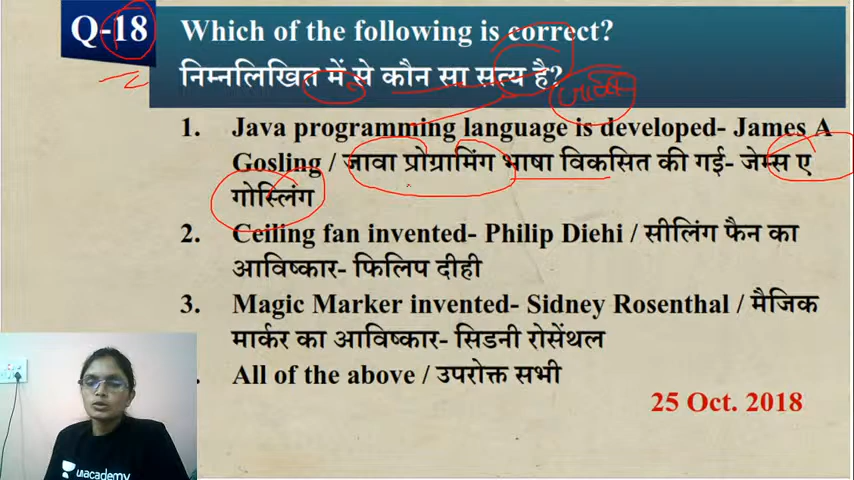 Q-18
Which of the following is correct?
निम्नलिखित में से कौन सा सत्य है?
1. Java programming language is developed- James A
Gosling / जावा प्रोग्रामिंग भाषा विकसित की गई- जेम्स ए
गोस्लिंग
2. Ceiling fan invented- Philip Diehi / सीलिंग फैन का
आविष्कार- फिलिप दीही
3. Magic Marker invented- Sidney Rosenthal / मैजिक
मार्कर का आविष्कार- सिडनी रोसेंथल
All of the above / उपरोक्त सभी
25 Oct. 2018
unacademy